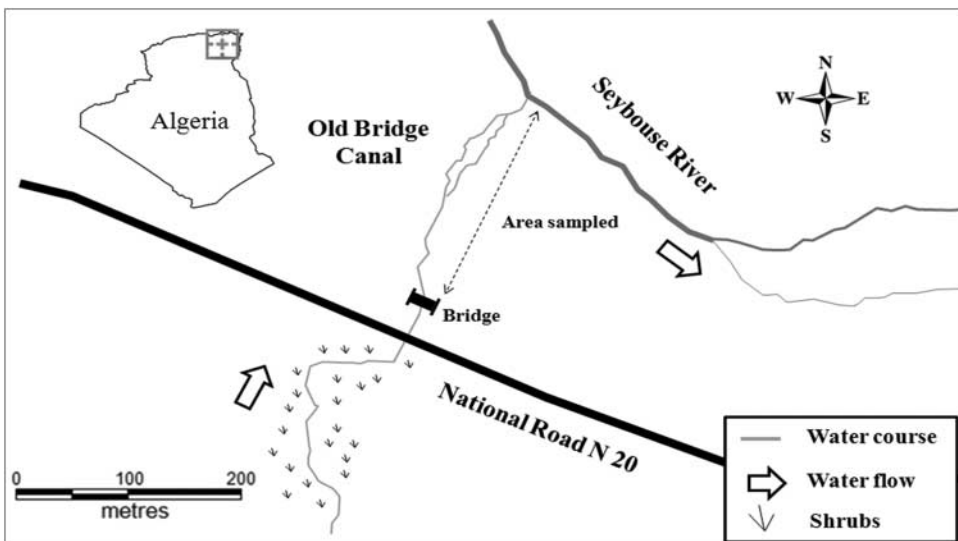 Algeria
Old Bridge
Canal
Seybouse River
N
W E
S
Area sampled
Bridge
National Road N 20
0 100 200
metres
Water course
Water flow
Shrubs